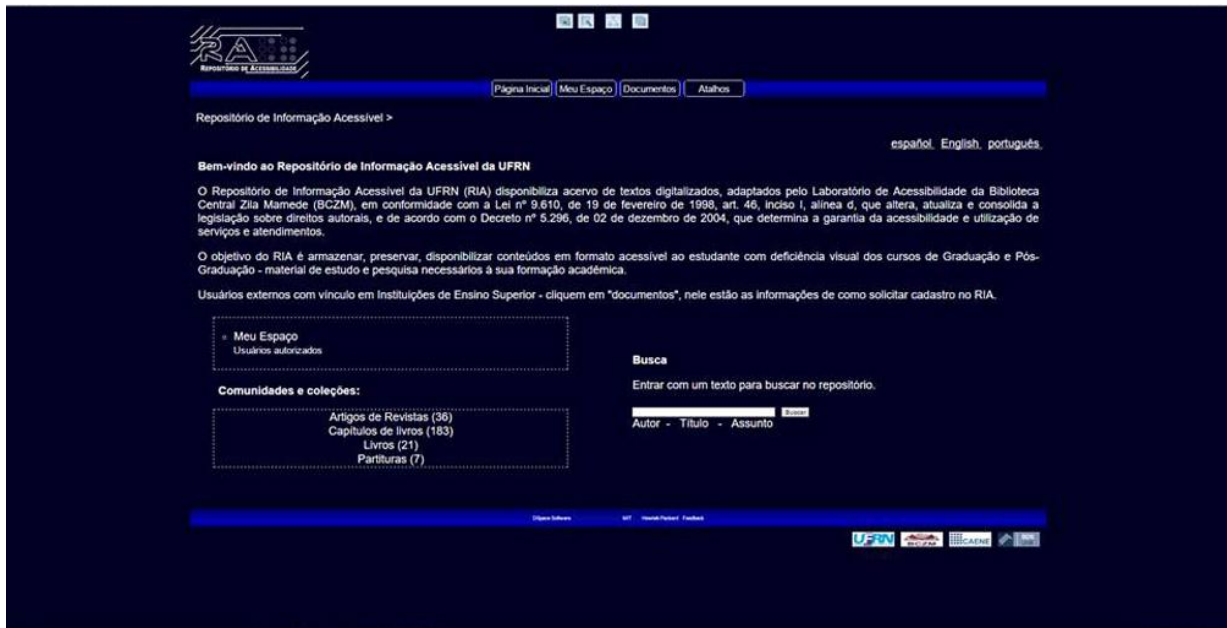 RA
REPOSITÓRIO DE ACESSIBILIDADE
Página Inicial Meu Espaço Documentos Atalhos
Repositório de Informação Acessível >
español English português
Bem-vindo ao Repositório de Informação Acessível da UFRN
O Repositório de Informação Acessível da UFRN (RIA) disponibiliza acervo de textos digitalizados, adaptados pelo Laboratório de Acessibilidade da Biblioteca
Central Zila Mamede (BCZM), em conformidade com a Lei nº 9.610, de 19 de fevereiro de 1998, art. 46, inciso I, alínea d, que altera, atualiza e consolida a
legislação sobre direitos autorais, e de acordo com o Decreto nº 5.296, de 02 de dezembro de 2004, que determina a garantia da acessibilidade e utilização de
serviços e atendimentos.
O objetivo do RIA é armazenar, preservar, disponibilizar conteúdos em formato acessível ao estudante com deficiência visual dos cursos de Graduação e Pós-
Graduação - material de estudo e pesquisa necessários à sua formação acadêmica.
Usuários externos com vínculo em Instituições de Ensino Superior - cliquem em "documentos", nele estão as informações de como solicitar cadastro no RIA.
Meu Espaço
Usuários autorizados
Comunidades e coleções:
Artigos de Revistas (36)
Capítulos de livros (183)
Livros (21)
Partituras (7)
Busca
Entrar com um texto para buscar no repositório.
Buscar
Autor - Título - Assunto
DSpace Software MIT Hewlett Packard Feedback
UFRN BCZM CAENE